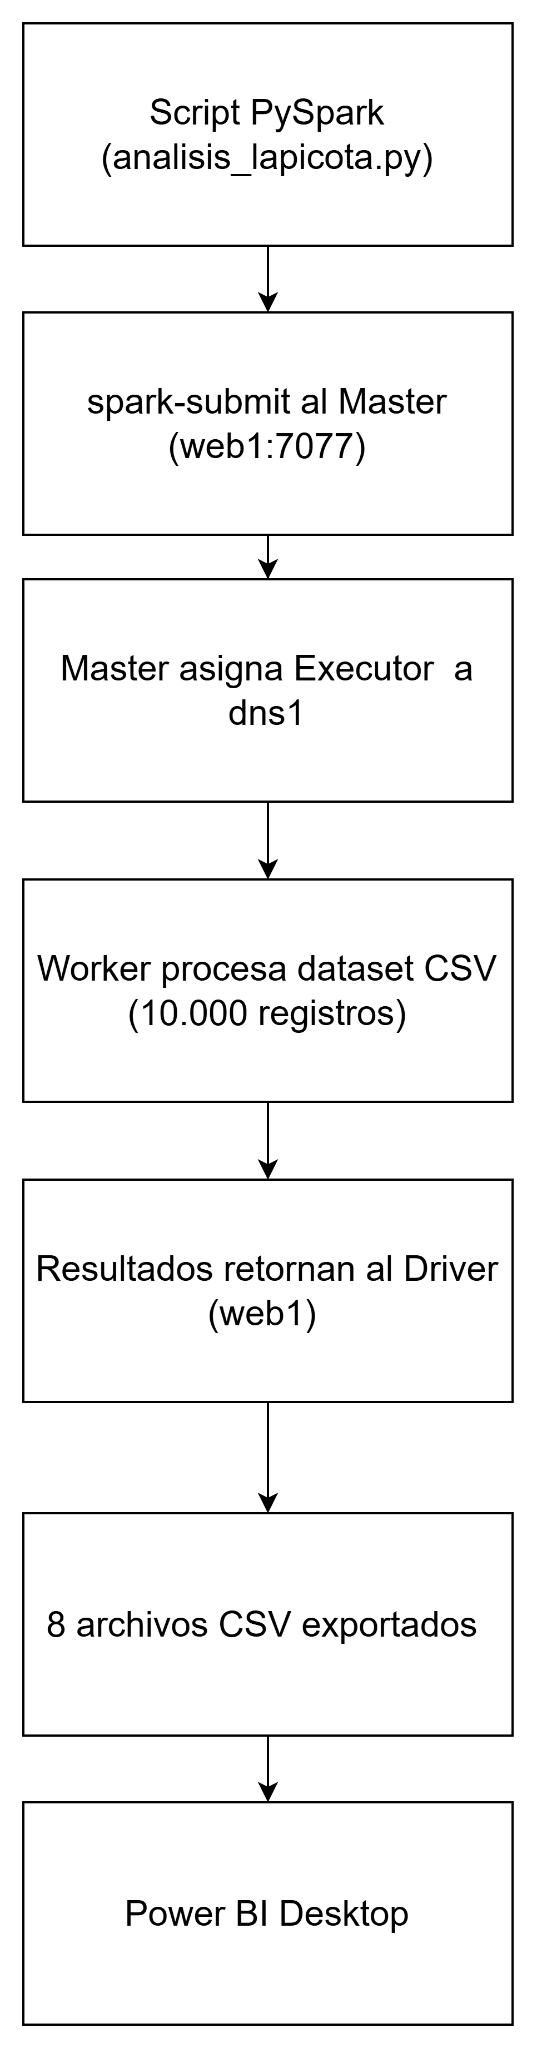 Script PySpark
(analisis_lapicota.py)
spark-submit al Master
(web1:7077)
Master asigna Executor  a
dns1
Worker procesa dataset CSV
(10.000 registros)
Resultados retornan al Driver
(web1)
8 archivos CSV exportados
Power BI Desktop